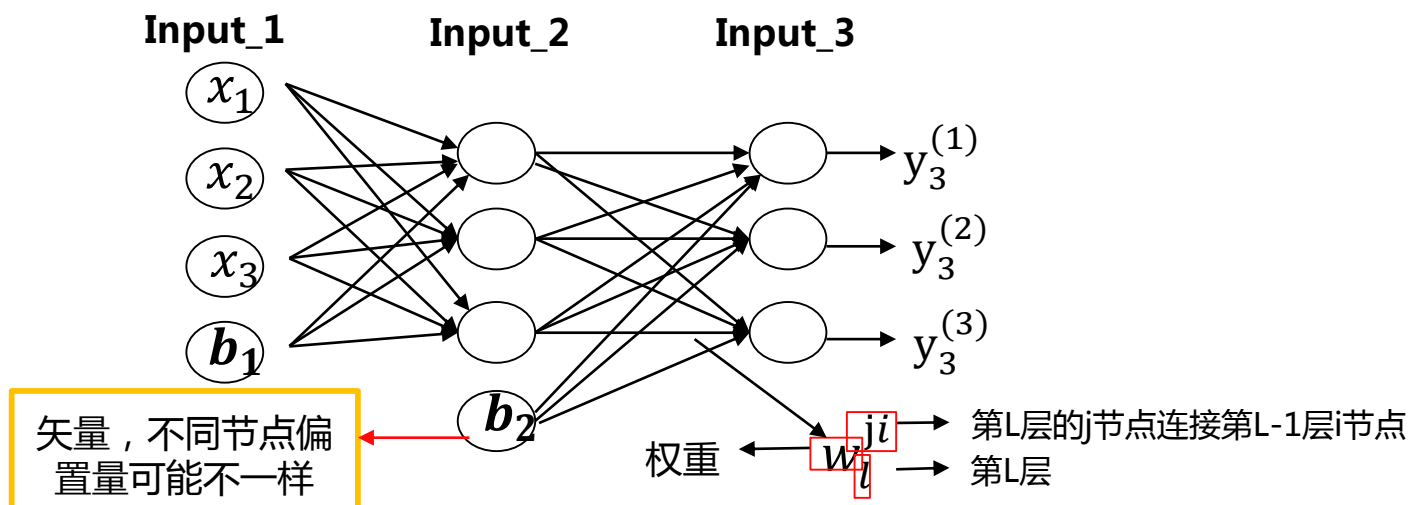 Input_1 Input_2 Input_3
x₁
x₂
x₃
b₁
b₂
y₃⁽¹⁾
y₃⁽²⁾
y₃⁽³⁾
矢量，不同节点偏
置量可能不一样
权重
w
ji
l
第L层的j节点连接第L-1层i节点
第L层